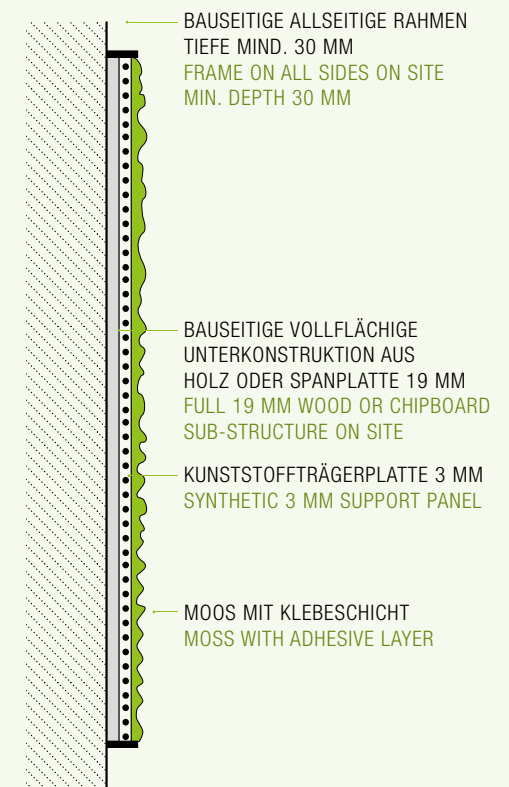 BAUSEITIGE ALLSEITIGE RAHMEN
TIEFE MIND. 30 MM
FRAME ON ALL SIDES ON SITE
MIN. DEPTH 30 MM
BAUSEITIGE VOLLFLÄCHIGE
UNTERKONSTRUKTION AUS
HOLZ ODER SPANPLATTE 19 MM
FULL 19 MM WOOD OR CHIPBOARD
SUB-STRUCTURE ON SITE
KUNSTSTOFFTRÄGERPLATTE 3 MM
SYNTHETIC 3 MM SUPPORT PANEL
MOOS MIT KLEBESCHICHT
MOSS WITH ADHESIVE LAYER